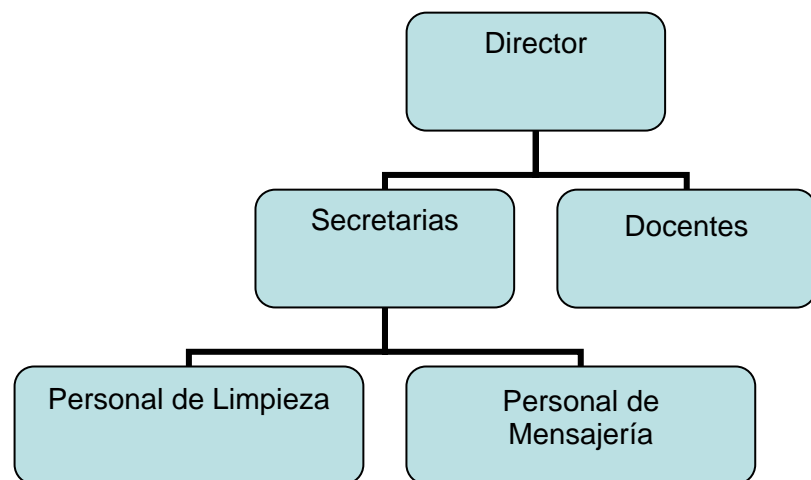 Director
Secretarias
Docentes
Personal de Limpieza
Personal de
Mensajería